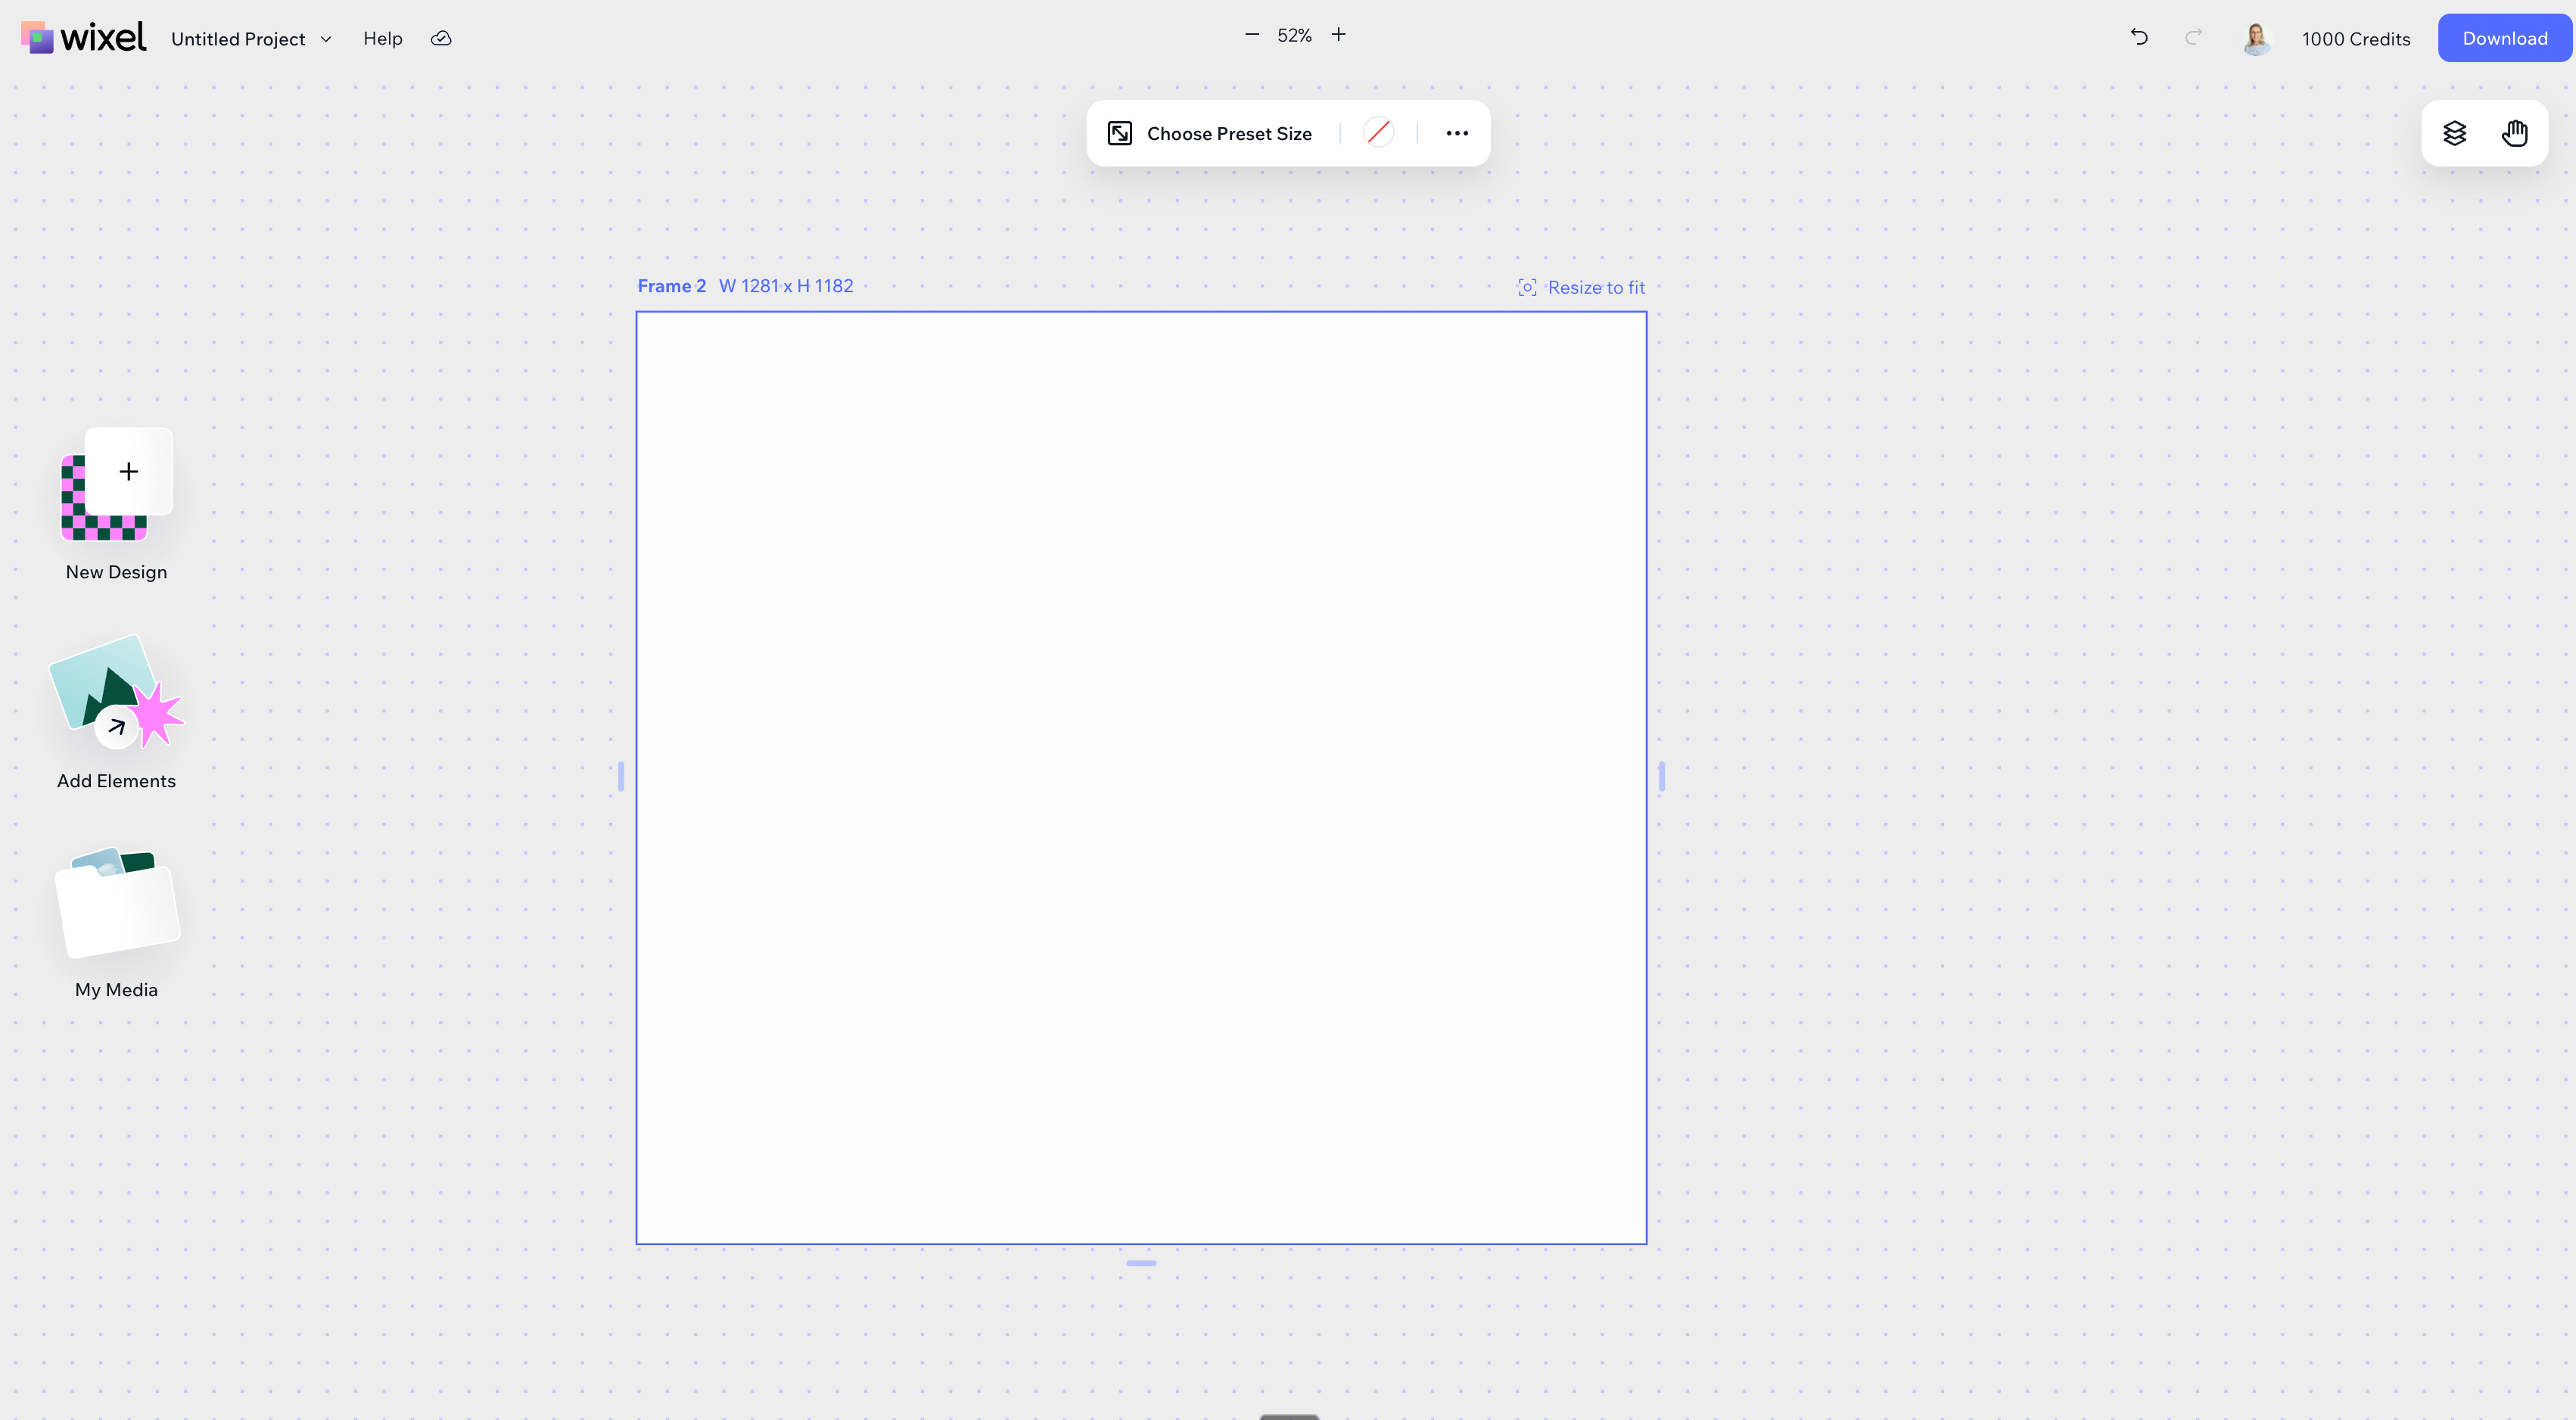 wixel Untitled Project Help
52%
1000 Credits Download
Choose Preset Size
Frame 2 W 1281 x H 1182
Resize to fit
New Design
Add Elements
My Media